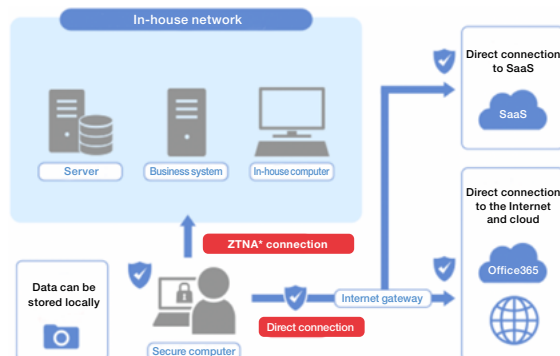 In-house network
Server
Business system
In-house computer
Direct connection
to SaaS
SaaS
ZTNA* connection
Direct connection
to the Internet
and cloud
Office365
Data can be
stored locally
Internet gateway
Direct connection
Secure computer